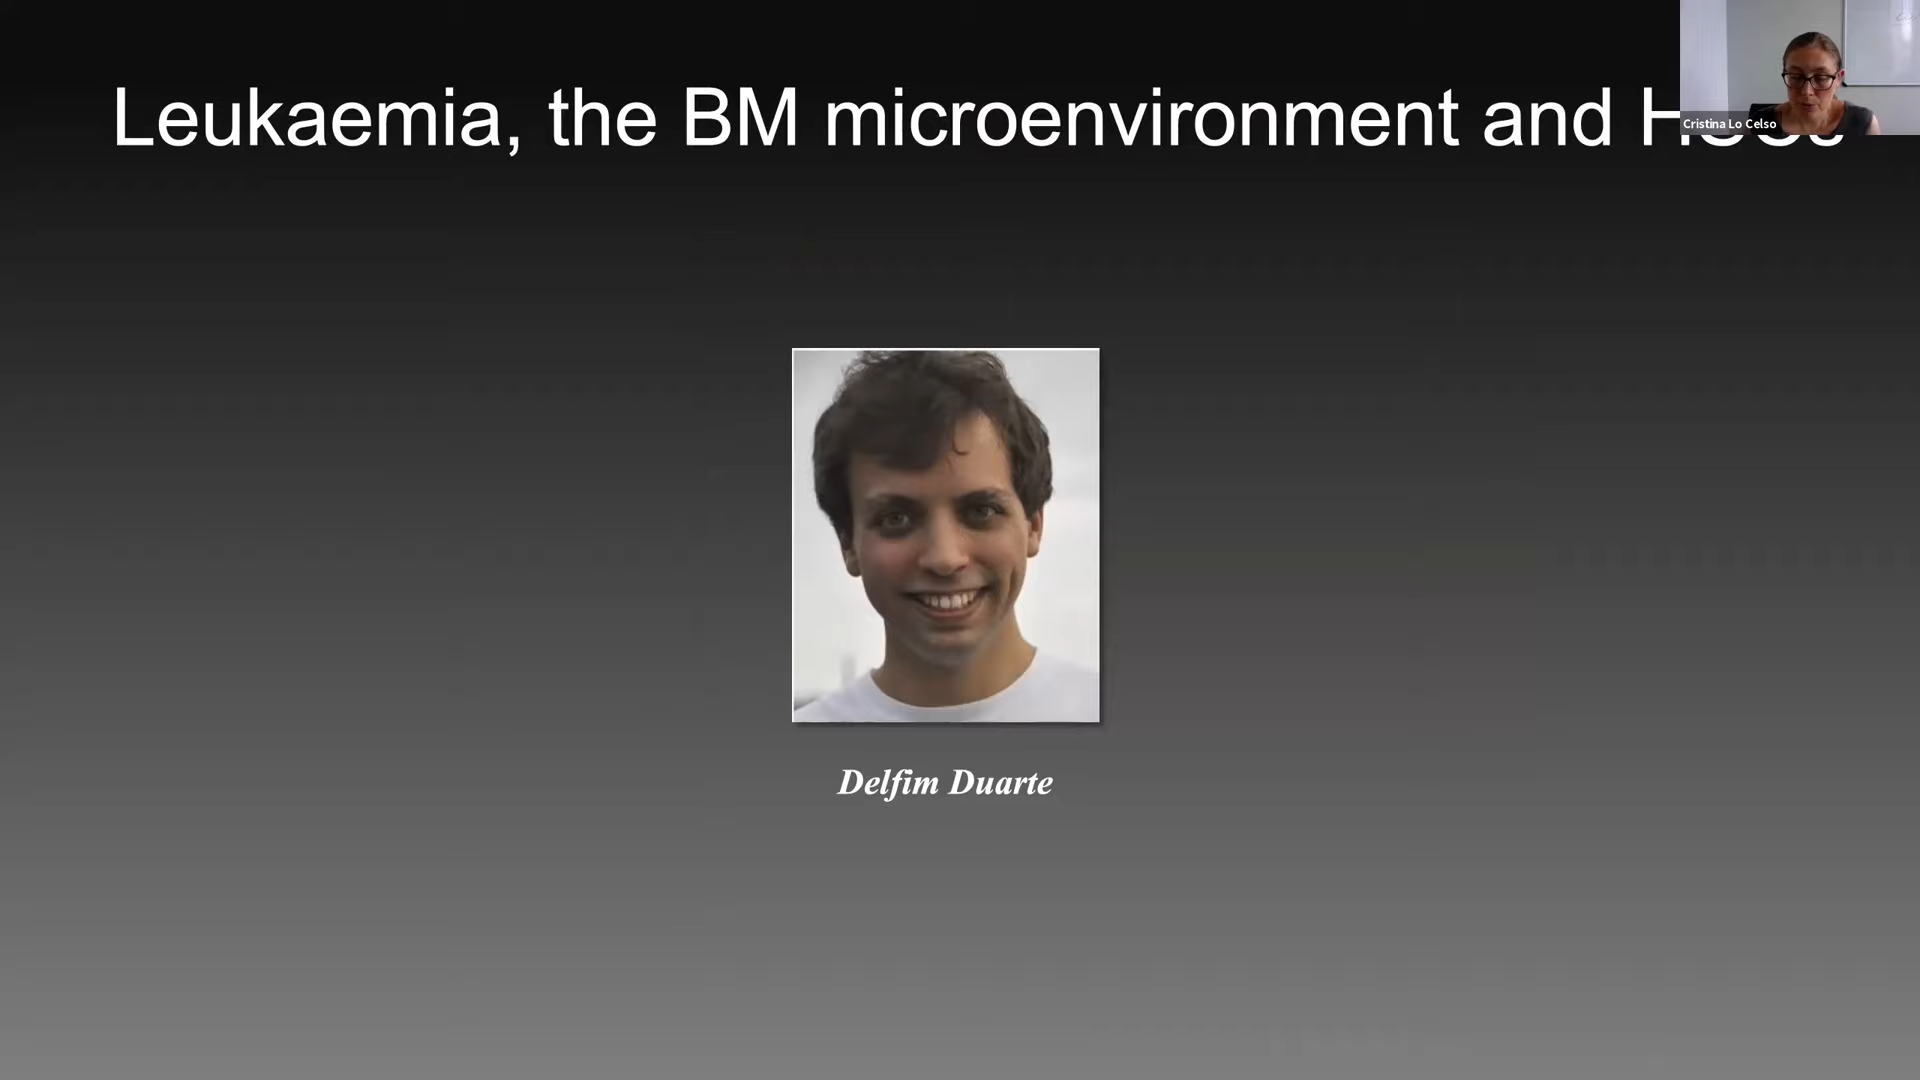 Leukaemia, the BM microenvironment and
Cristina Lo Celso
Delfim Duarte